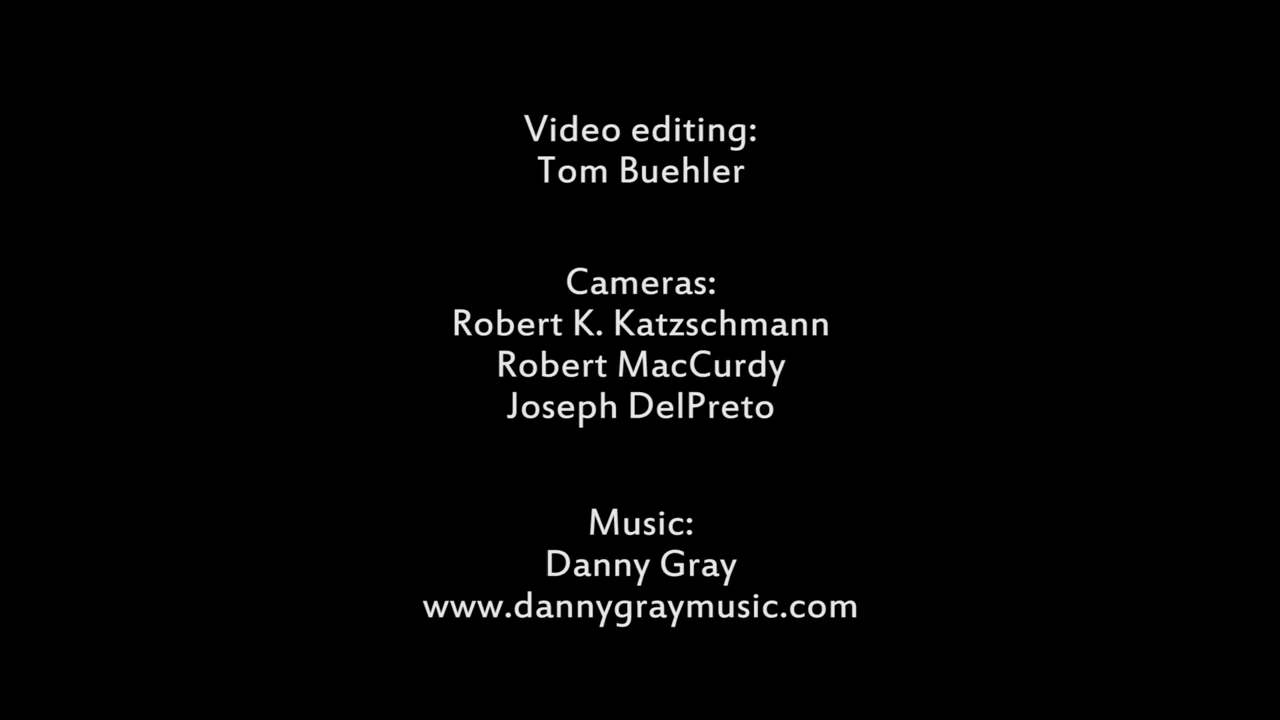 Video editing:
Tom Buehler
Cameras:
Robert K. Katzschmann
Robert MacCurdy
Joseph DelPreto
Music:
Danny Gray
www.dannygraymusic.com